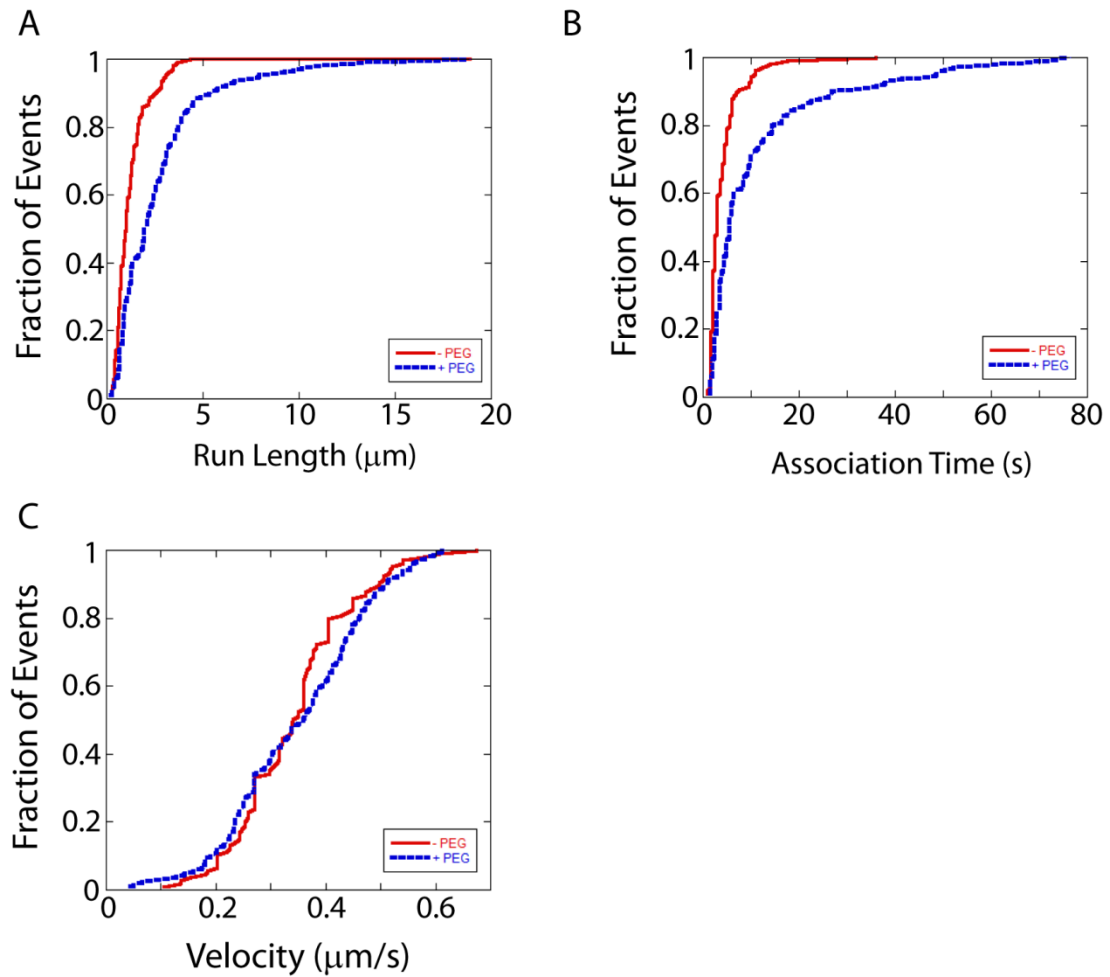 A
Fraction of Events
1
0.8
0.6
0.4
0.2
0
0
5
10
15
20
Run Length (μm)
- PEG
+ PEG
B
Fraction of Events
1
0.8
0.6
0.4
0.2
0
0
20
40
60
80
Association Time (s)
- PEG
+ PEG
C
Fraction of Events
1
0.8
0.6
0.4
0.2
0
0
0.2
0.4
0.6
Velocity (μm/s)
- PEG
+ PEG